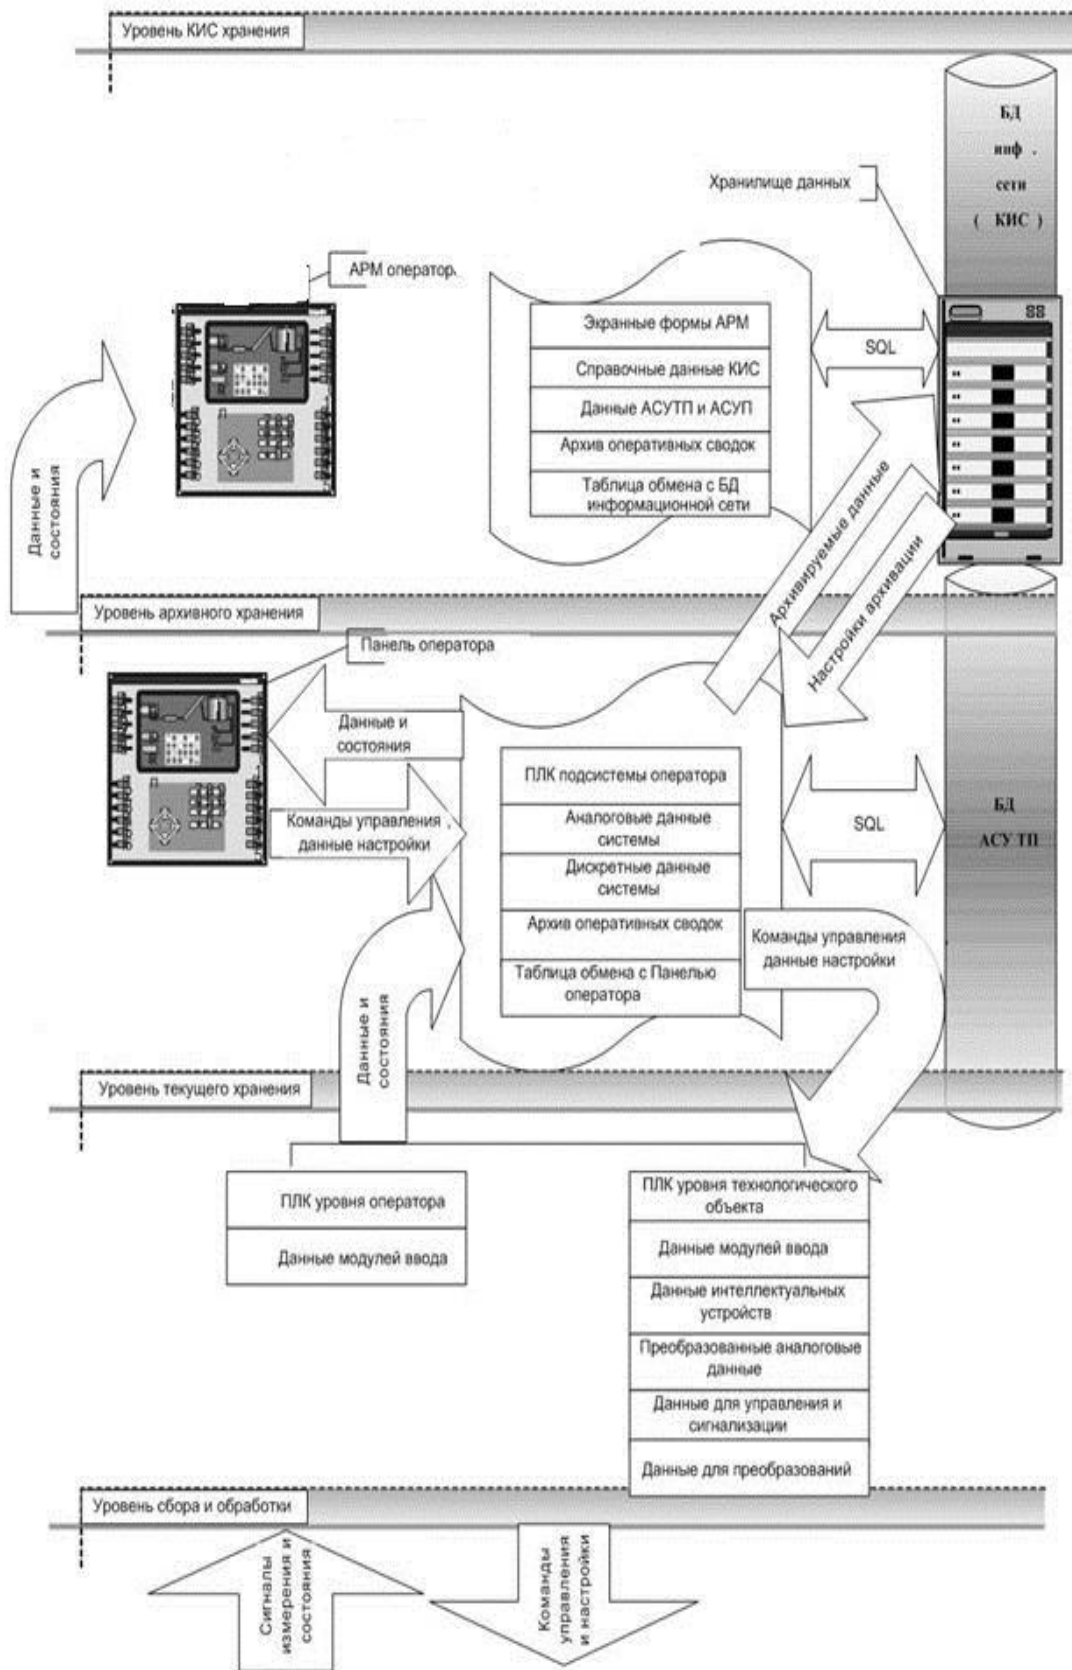 Уровень КИС хранения
БД
инф .
сети
( КИС )
Хранилище данных
АРМ оператор.
Экранные формы АРМ
Справочные данные КИС
Данные АСУТП и АСУП
Архив оперативных сводок
Таблица обмена с БД
информационной сети
SQL
Данные и
состояния
Архивируемые данные
Настройки архивации
Уровень архивного хранения
Панель оператора
Данные и
состояния
Команды управления ,
данные настройки
ПЛК подсистемы оператора
Аналоговые данные
системы
Дискретные данные
системы
Архив оперативных сводок
Таблица обмена с Панелью
оператора
SQL
БД
АСУ ТП
Команды управления
данные настройки
Данные и
состояния
Уровень текущего хранения
ПЛК уровня оператора
Данные модулей ввода
ПЛК уровня технологического
объекта
Данные модулей ввода
Данные интеллектуальных
устройств
Преобразованные аналоговые
данные
Данные для управления и
сигнализации
Данные для преобразований
Уровень сбора и обработки
Сигналы
измерения и
состояния
Команды
управления
и настройки